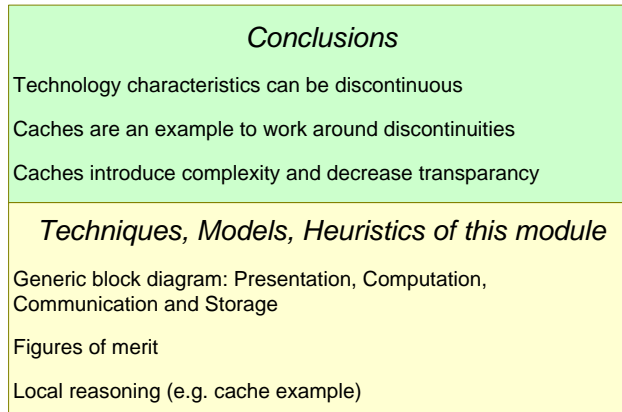 Conclusions
Technology characteristics can be discontinuous
Caches are an example to work around discontinuities
Caches introduce complexity and decrease transparancy
Techniques, Models, Heuristics of this module
Generic block diagram: Presentation, Computation,
Communication and Storage
Figures of merit
Local reasoning (e.g. cache example)